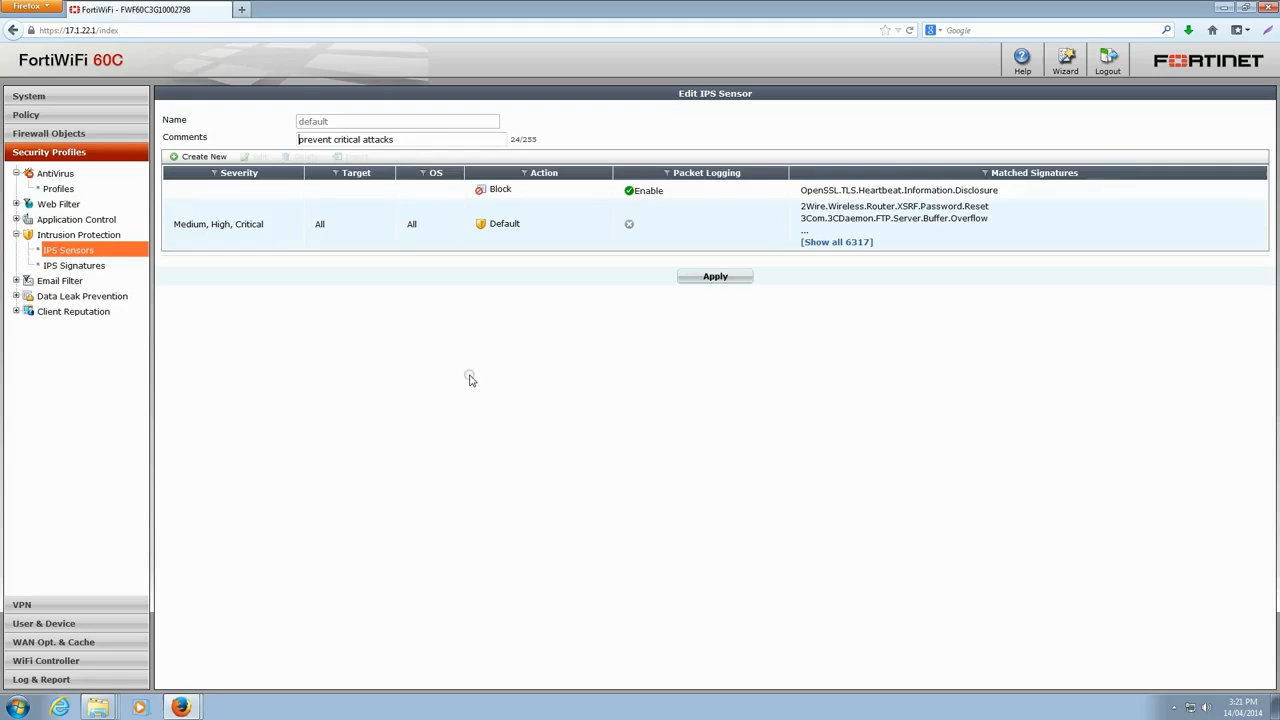 Firefox
FortiWiFi - FWF60C3G10002798
https://17.1.22.1/index
Google
FortiWiFi 60C
Help
Wizard
Logout
FORTINET
System
Policy
Firewall Objects
Security Profiles
AntiVirus
Profiles
Web Filter
Application Control
Intrusion Protection
IPS Sensors
IPS Signatures
Email Filter
Data Leak Prevention
Client Reputation
VPN
User & Device
WAN Opt. & Cache
WiFi Controller
Log & Report
Edit IPS Sensor
Name default
Comments prevent critical attacks 24/255
Create New
Severity Target OS Action Packet Logging Matched Signatures
Block Enable OpenSSL.TLS.Heartbeat.Information.Disclosure
Medium, High, Critical All All Default
2Wire.Wireless.Router.XSRF.Password.Reset
3Com.3CDaemon.FTP.Server.Buffer.Overflow
...
[Show all 6317]
Apply
3:21 PM
14/04/2014